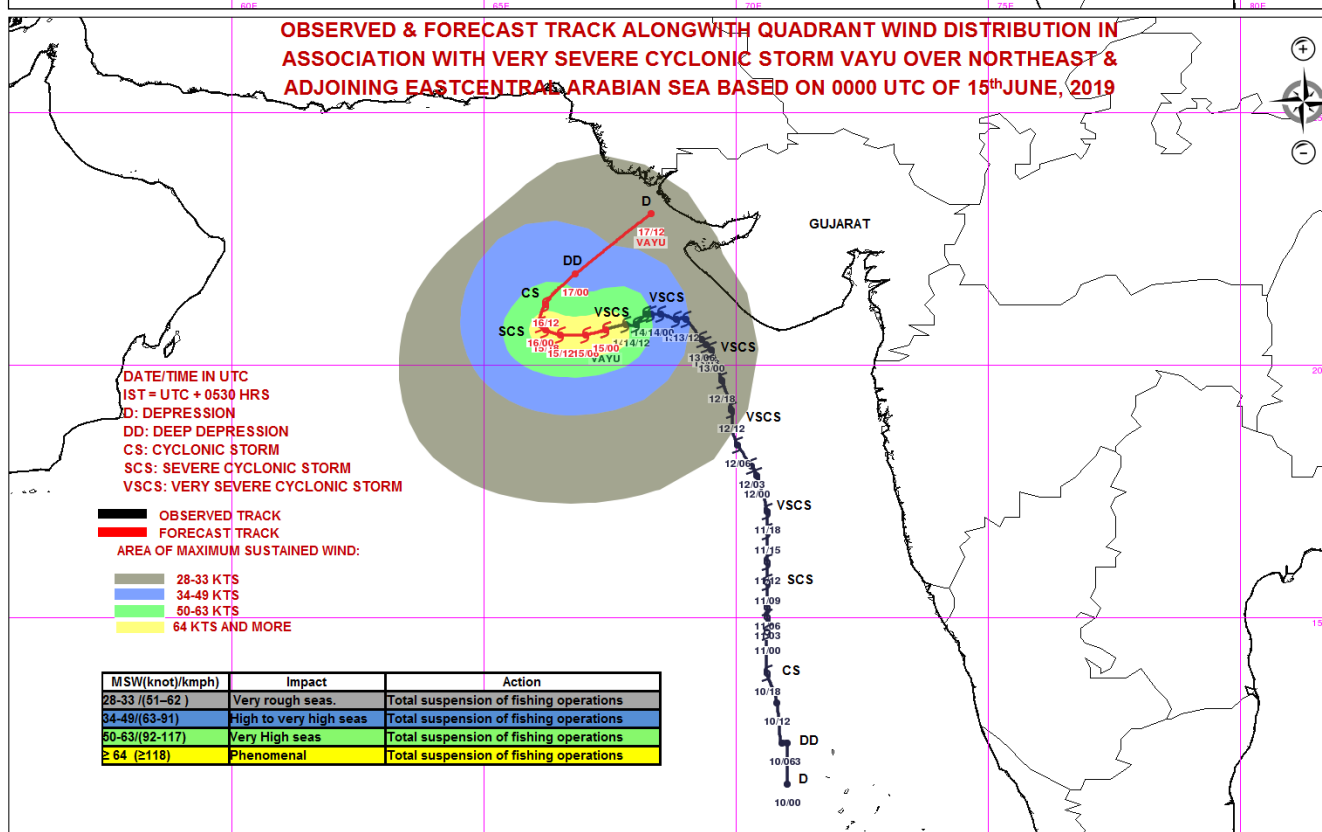 60E
65E
70E
75E
80E
OBSERVED & FORECAST TRACK ALONGWITH QUADRANT WIND DISTRIBUTION IN
ASSOCIATION WITH VERY SEVERE CYCLONIC STORM VAYU OVER NORTHEAST &
ADJOINING EASTCENTRAL ARABIAN SEA BASED ON 0000 UTC OF 15thJUNE, 2019
D
17/12
VAYU
GUJARAT
DD
17/00
CS
VSCS
VSCS
16/12
SCS
16/00
15/12
15/00
VAYU
14/12
14/00
13/12
VSCS
13/06
13/00
20
12/18
VSCS
12/12
12/06
12/03
12/00
VSCS
11/18
11/15
11/12
SCS
11/09
11/06
15
11/03
11/00
CS
10/18
10/12
DD
10/063
D
10/00
DATE/TIME IN UTC
IST = UTC + 0530 HRS
D: DEPRESSION
DD: DEEP DEPRESSION
CS: CYCLONIC STORM
SCS: SEVERE CYCLONIC STORM
VSCS: VERY SEVERE CYCLONIC STORM
OBSERVED TRACK
FORECAST TRACK
AREA OF MAXIMUM SUSTAINED WIND:
28-33 KTS
34-49 KTS
50-63 KTS
64 KTS AND MORE
MSW(knot)/kmph) Impact Action
28-33 /(51–62 ) Very rough seas. Total suspension of fishing operations
34-49/(63-91) High to very high seas Total suspension of fishing operations
50-63/(92-117) Very High seas Total suspension of fishing operations
≥ 64 (≥118) Phenomenal Total suspension of fishing operations